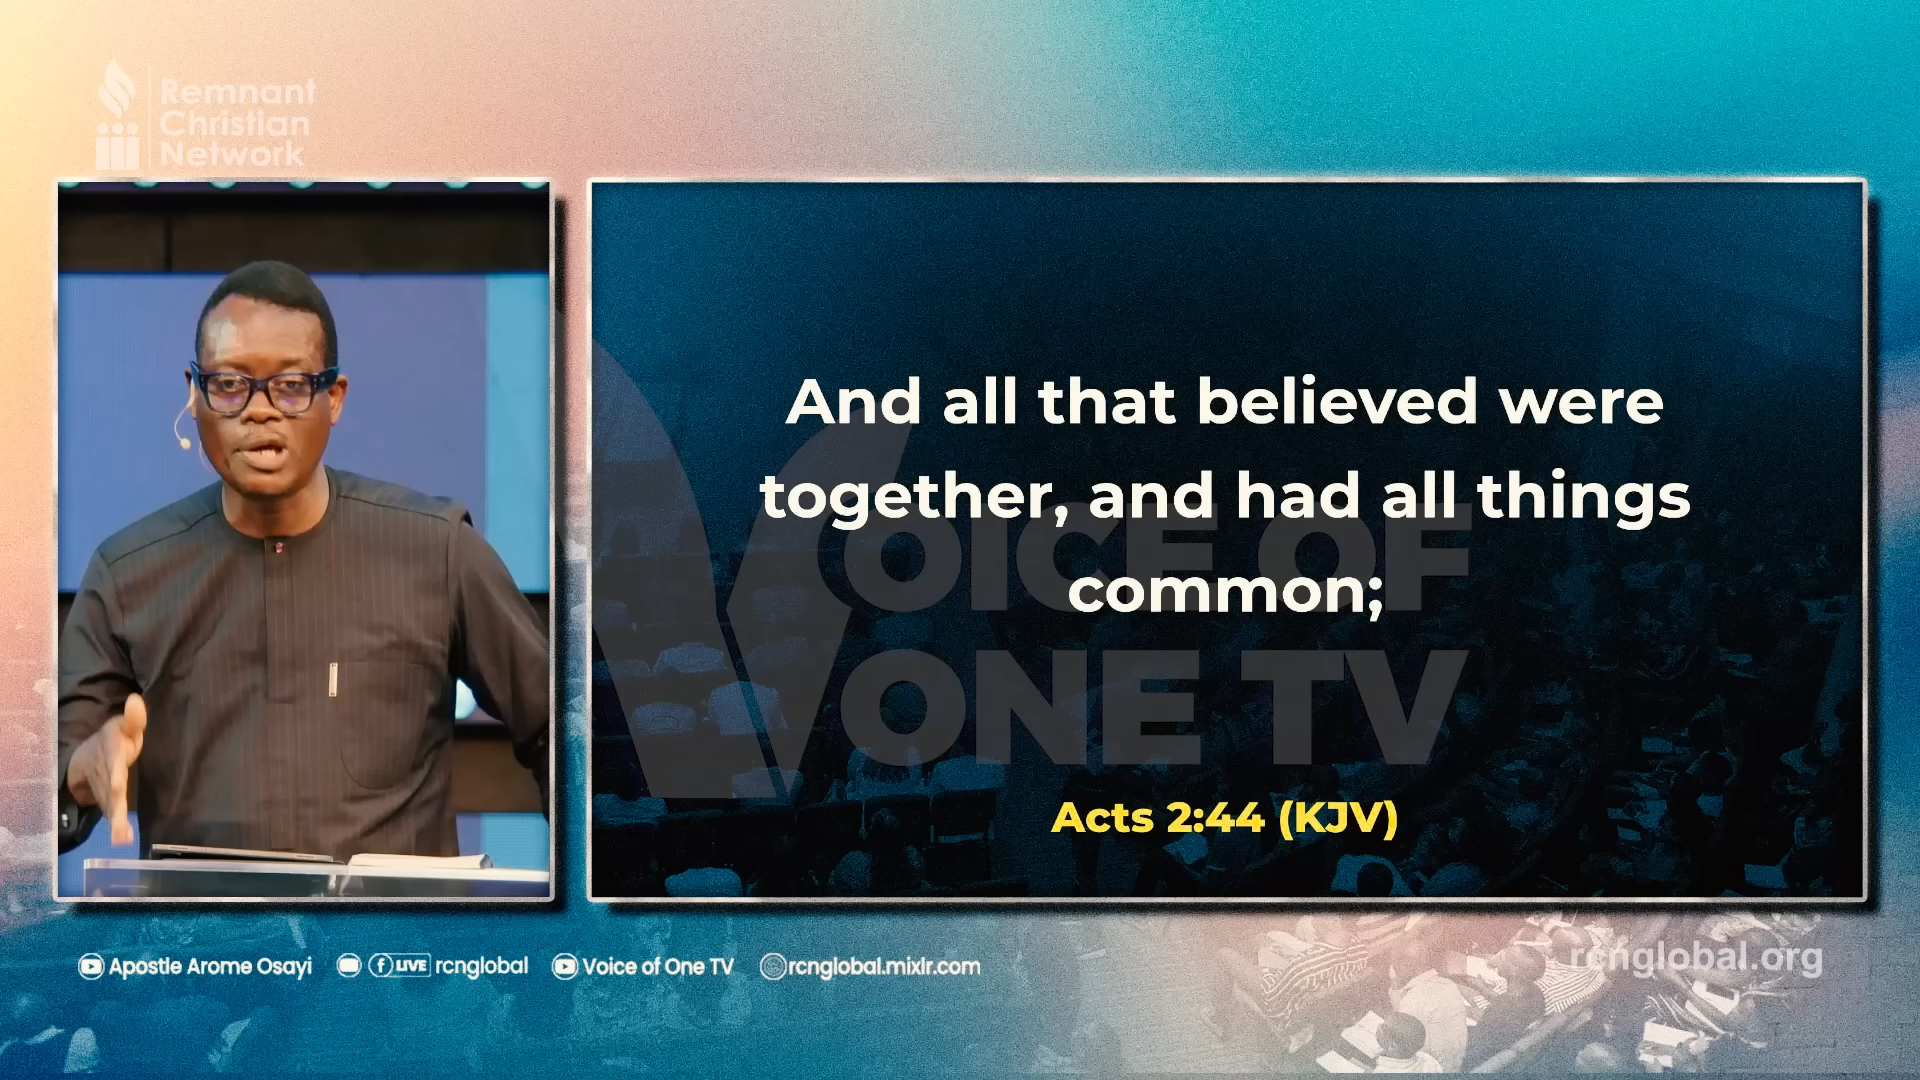 Remnant
Christian
Network
And all that believed were
together, and had all things
common;
VOICE OF
ONE TV
Acts 2:44 (KJV)
Apostle Arome Osayi
LIVE rcnglobal
Voice of One TV
rcnglobal.mixlr.com
rcnglobal.org